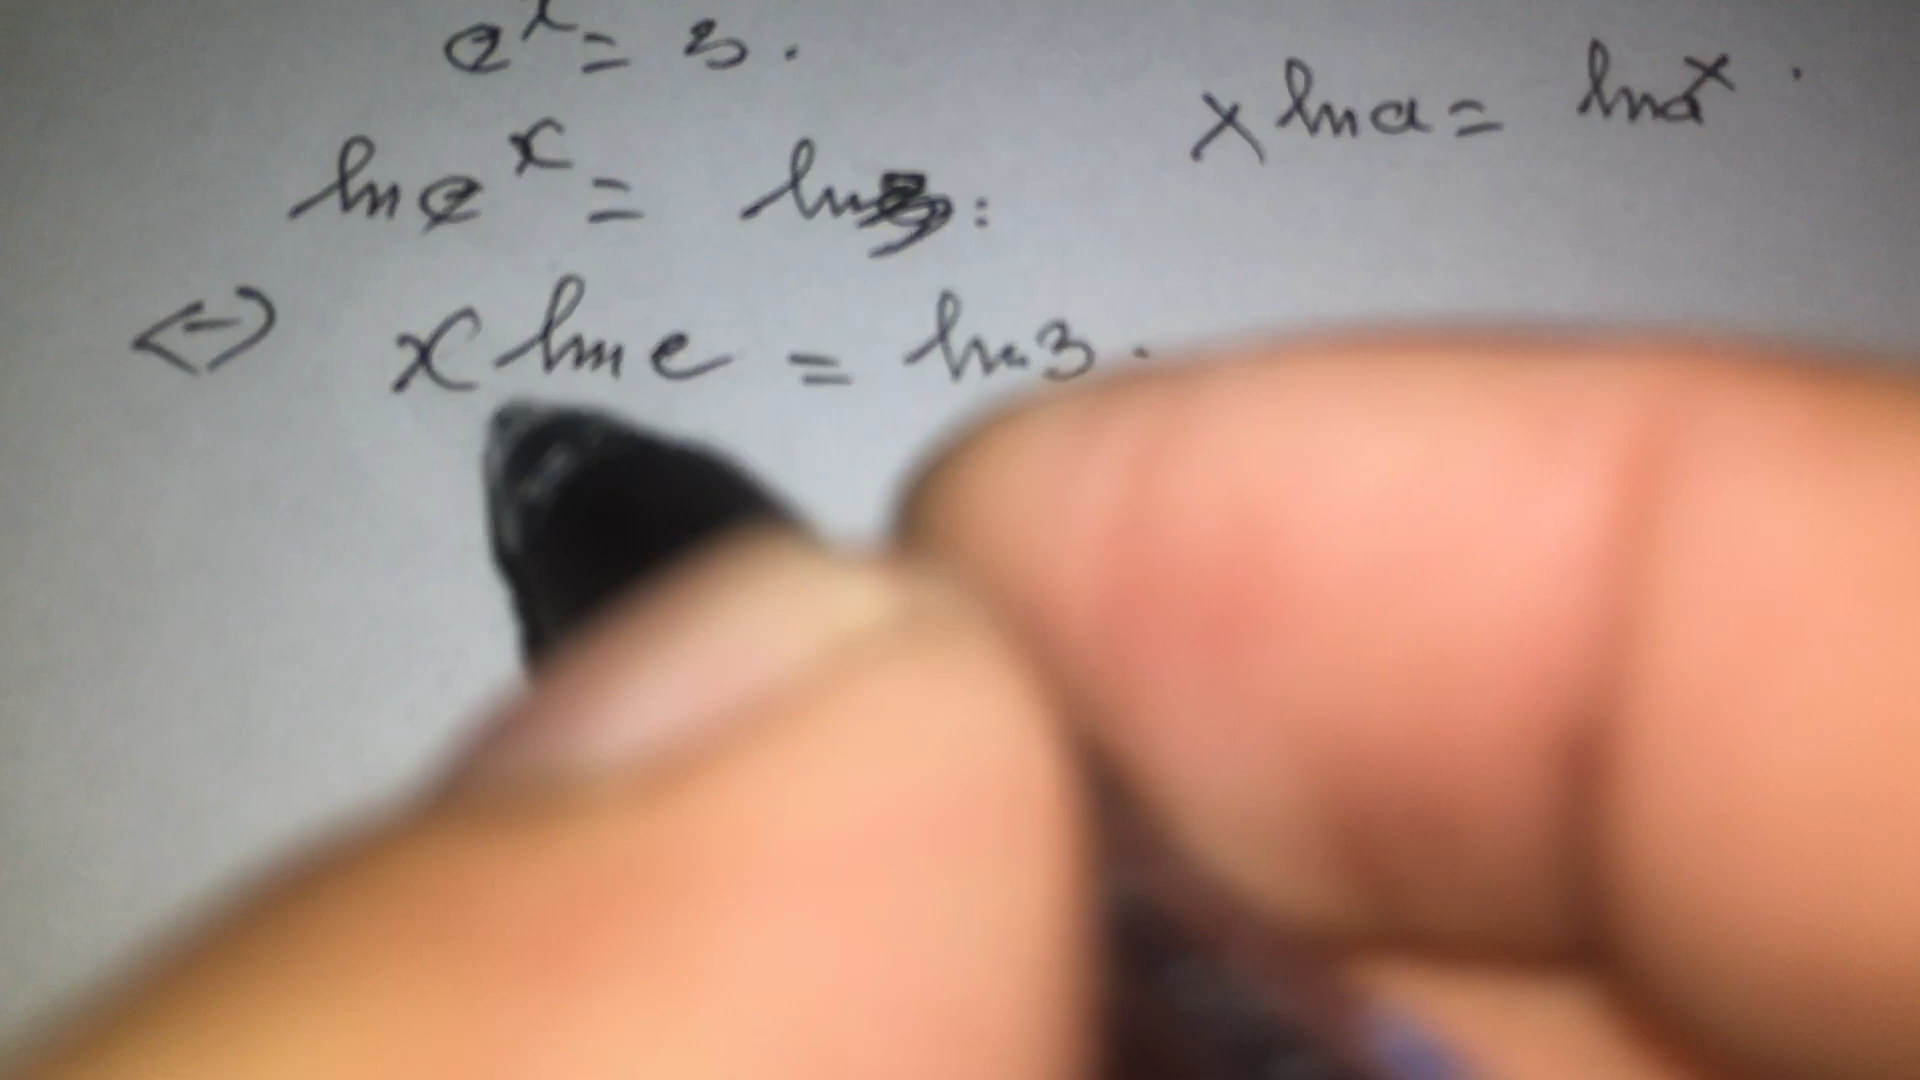 e^x = 3.
x ln a = ln a^x.
ln e^x = ln 3:
<-> x ln e = ln 3.